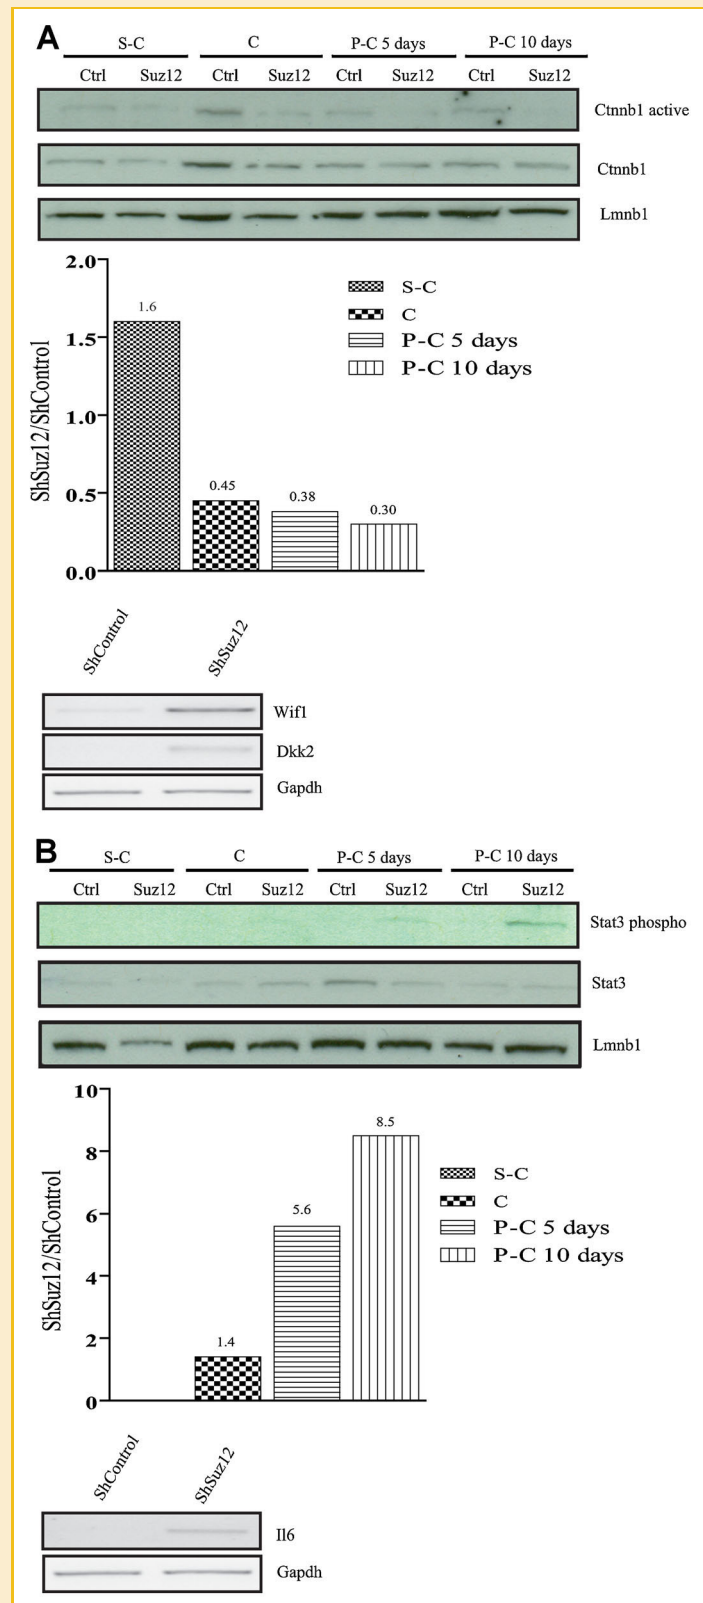 A
S-C C P-C 5 days P-C 10 days
Ctrl Suz12 Ctrl Suz12 Ctrl Suz12 Ctrl Suz12
Ctnnb1 active
Ctnnb1
Lmnb1
ShSuz12/ShControl
2.0
1.5
1.0
0.5
0.0
1.6
0.45
0.38
0.30
S-C
C
P-C 5 days
P-C 10 days
ShControl ShSuz12
Wif1
Dkk2
Gapdh
B
S-C C P-C 5 days P-C 10 days
Ctrl Suz12 Ctrl Suz12 Ctrl Suz12 Ctrl Suz12
Stat3 phospho
Stat3
Lmnb1
ShSuz12/ShControl
10
8
6
4
2
0
1.4
5.6
8.5
S-C
C
P-C 5 days
P-C 10 days
ShControl ShSuz12
Il6
Gapdh